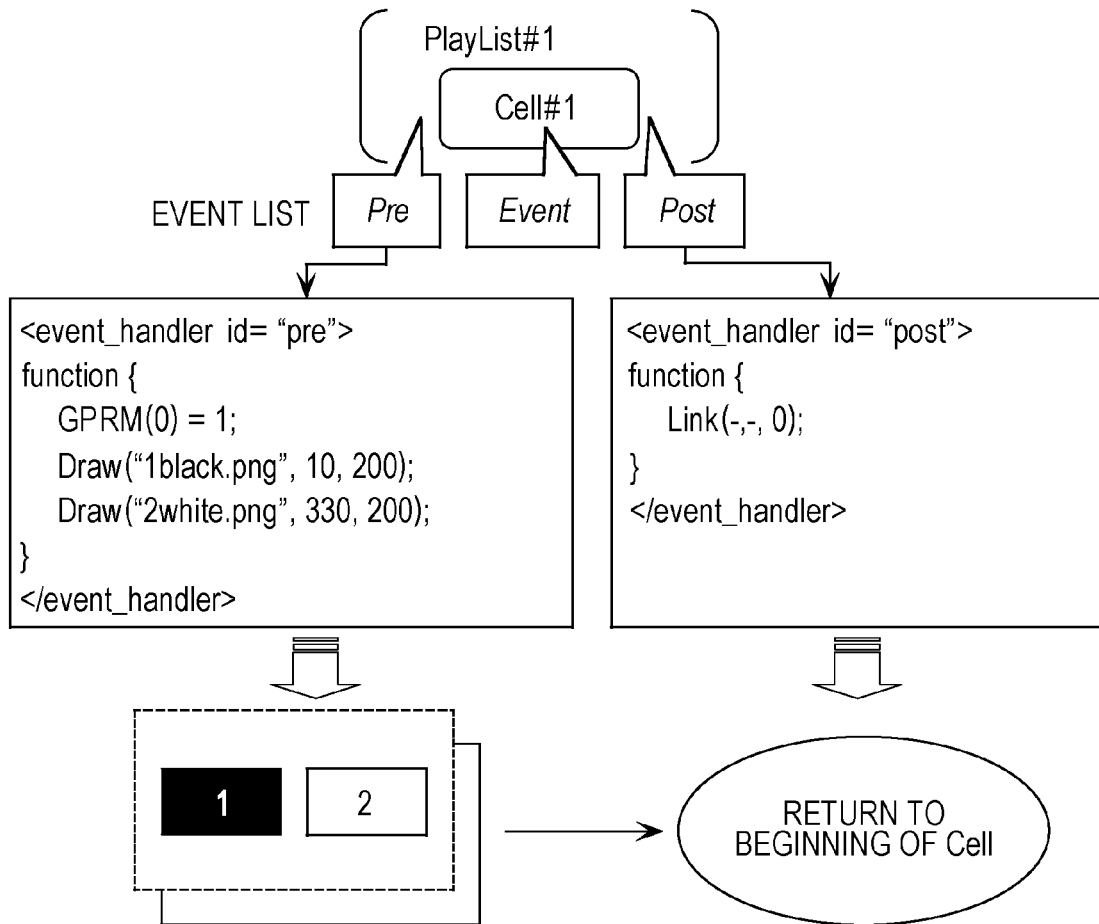 PlayList#1
Cell#1
EVENT LIST
Pre
Event
Post
<event_handler id= “pre”>
function {
GPRM(0) = 1;
Draw(“1black.png”, 10, 200);
Draw(“2white.png”, 330, 200);
}
</event_handler>
<event_handler id= “post”>
function {
Link(-,-, 0);
}
</event_handler>
1
2
RETURN TO
BEGINNING OF Cell